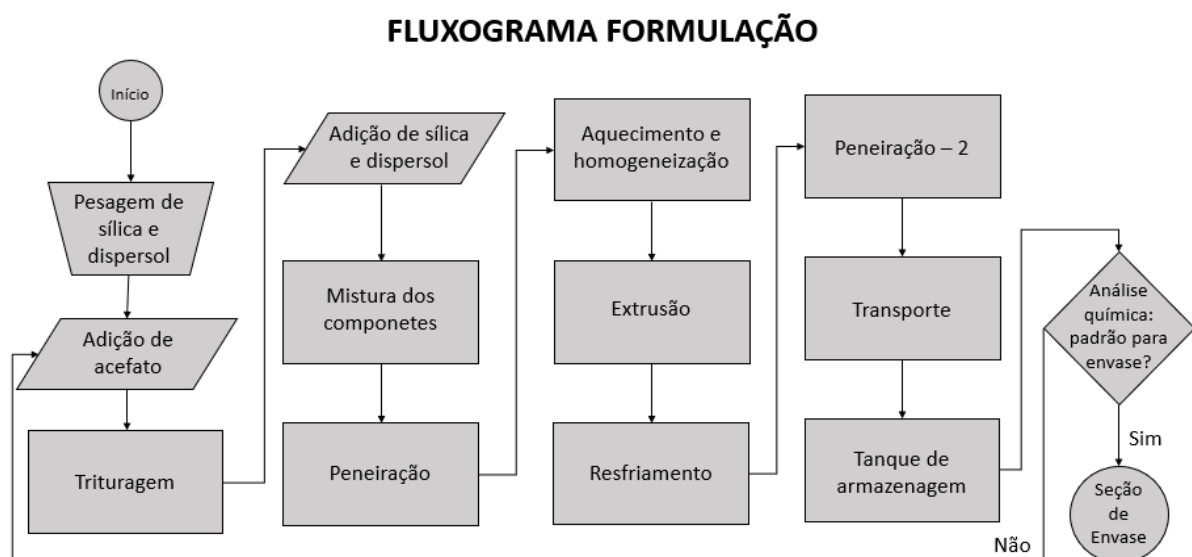 FLUXOGRAMA FORMULAÇÃO
Início
Pesagem de
sílica e
dispersol
Adição de
acefato
Trituragem
Adição de sílica
e dispersol
Mistura dos
componetes
Peneiração
Aquecimento e
homogeneização
Extrusão
Resfriamento
Peneiração – 2
Transporte
Tanque de
armazenagem
Análise
química:
padrão para
envase?
Sim
Seção
de
Envase
Não